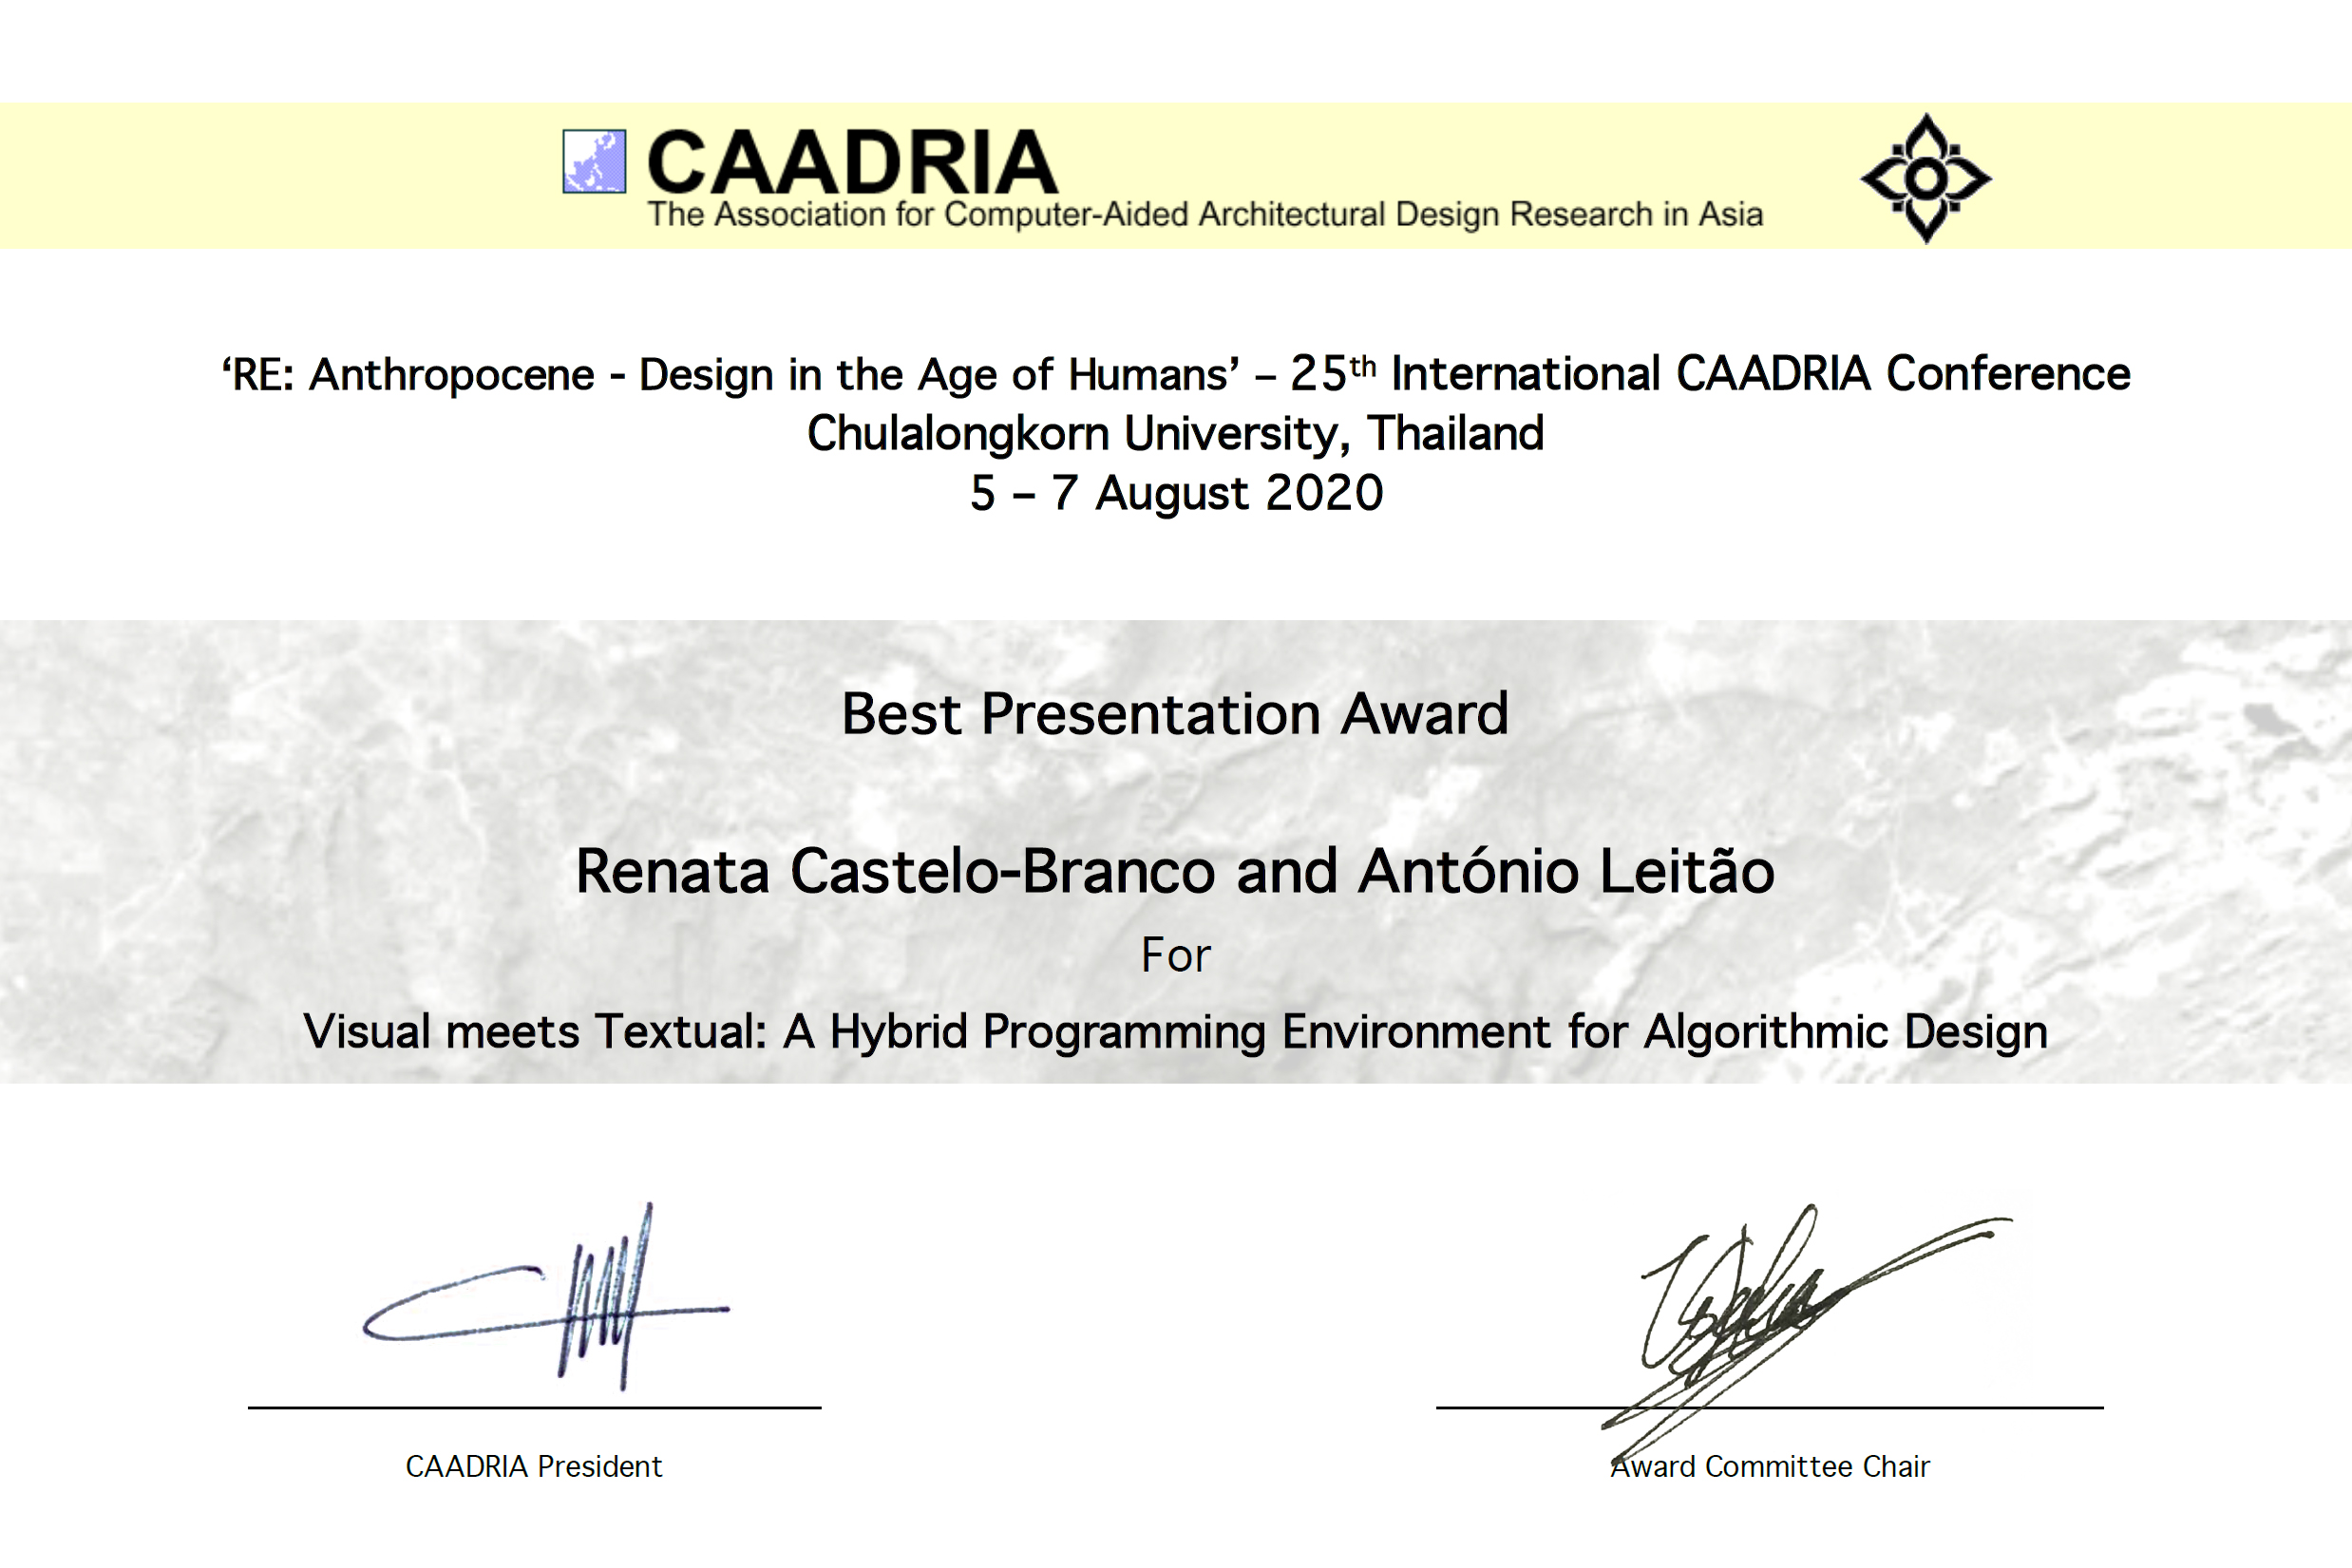 CAADRIA
The Association for Computer-Aided Architectural Design Research in Asia
‘RE: Anthropocene - Design in the Age of Humans’ – 25th International CAADRIA Conference
Chulalongkorn University, Thailand
5 – 7 August 2020
Best Presentation Award
Renata Castelo-Branco and António Leitão
For
Visual meets Textual: A Hybrid Programming Environment for Algorithmic Design
CAADRIA President
Award Committee Chair